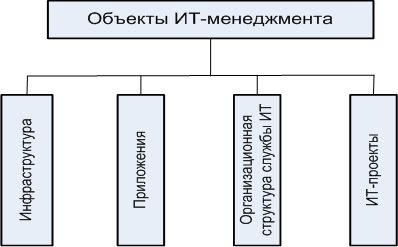 Объекты ИТ-менеджмента
Инфраструктура
Приложения
Организационная
структура службы ИТ
ИТ-проекты